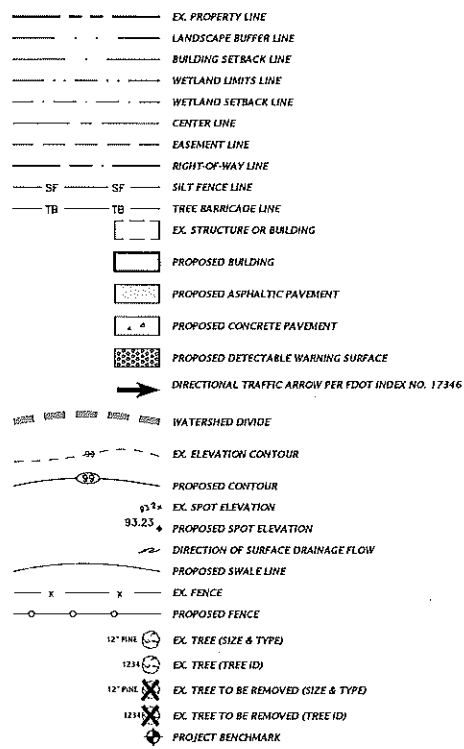 EX. PROPERTY LINE
LANDSCAPE BUFFER LINE
BUILDING SETBACK LINE
WETLAND LIMITS LINE
WETLAND SETBACK LINE
CENTER LINE
EASEMENT LINE
RIGHT-OF-WAY LINE
SF SF SILT FENCE LINE
TB TB TREE BARRICADE LINE
EX. STRUCTURE OR BUILDING
PROPOSED BUILDING
PROPOSED ASPHALTIC PAVEMENT
PROPOSED CONCRETE PAVEMENT
PROPOSED DETECTABLE WARNING SURFACE
DIRECTIONAL TRAFFIC ARROW PER FDOT INDEX NO. 17346
WATERSHED DIVIDE
99 EX. ELEVATION CONTOUR
99 PROPOSED CONTOUR
93.2x EX. SPOT ELEVATION
93.23 PROPOSED SPOT ELEVATION
DIRECTION OF SURFACE DRAINAGE FLOW
PROPOSED SWALE LINE
x x EX. FENCE
PROPOSED FENCE
12" PINE EX. TREE (SIZE & TYPE)
1234 EX. TREE (TREE ID)
12" PINE EX. TREE TO BE REMOVED (SIZE & TYPE)
1234 EX. TREE TO BE REMOVED (TREE ID)
PROJECT BENCHMARK